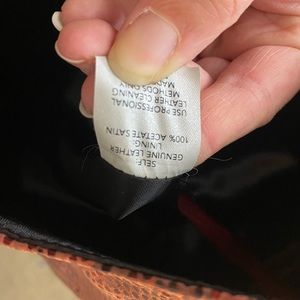 SELF:
GENUINE LEATHER
LINING:
100% ACETATE SATIN
USE PROFESSIONAL
LEATHER CLEANING
METHODS ONLY